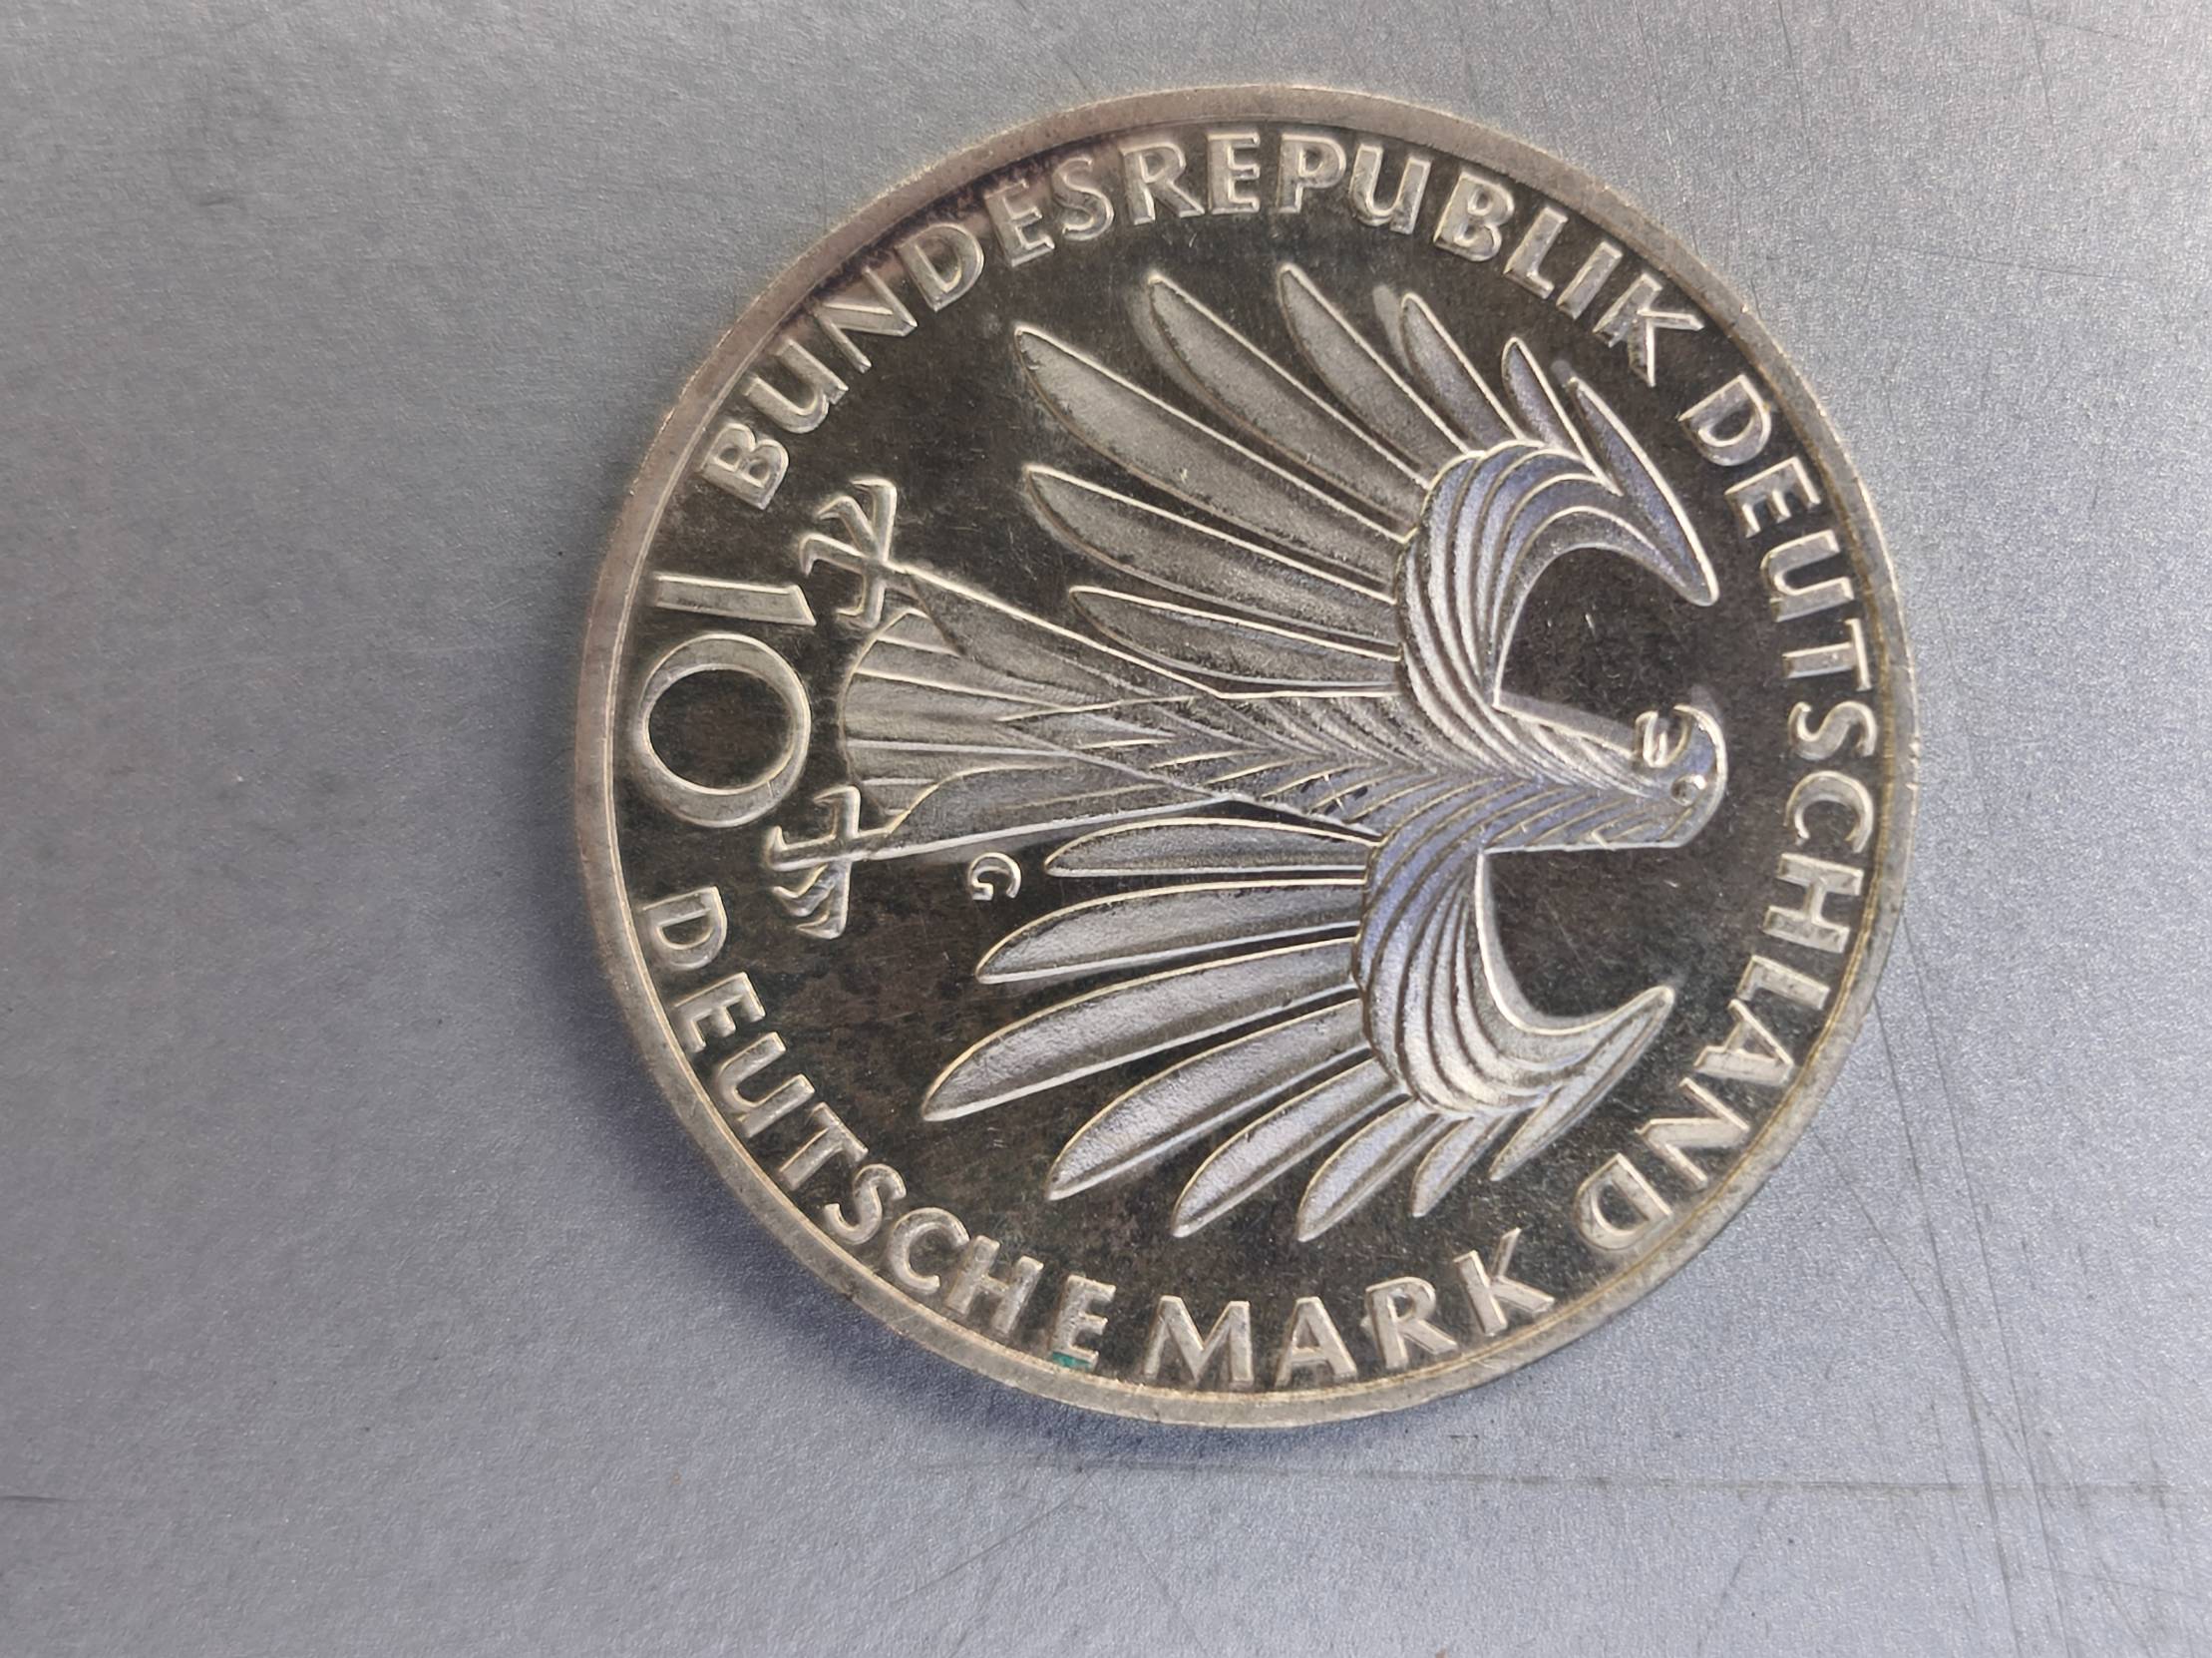 BUNDESREPUBLIK DEUTSCHLAND
G
10
DEUTSCHE MARK